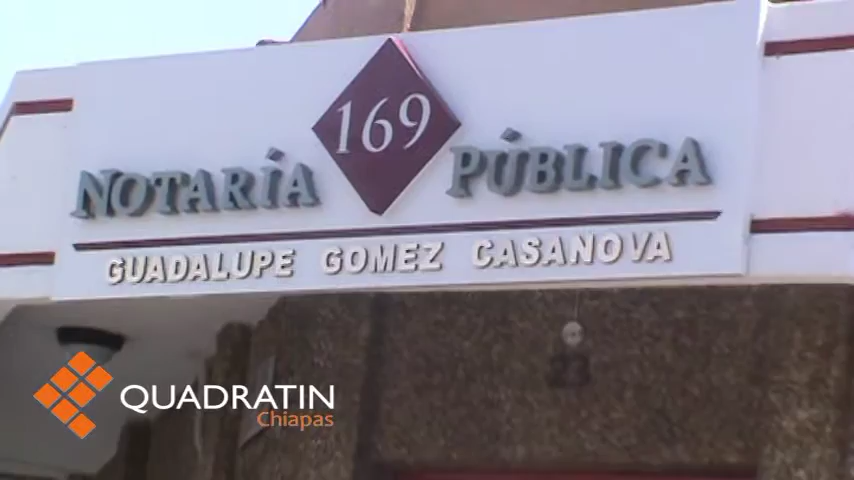 169
NOTARÍA PÚBLICA
GUADALUPE GOMEZ CASANOVA
QUADRATIN
Chiapas